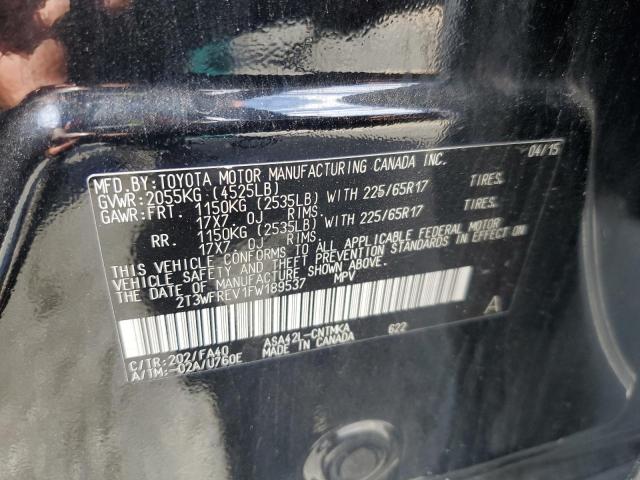 MFD.BY:TOYOTA MOTOR MANUFACTURING CANADA INC. 04/15
GVWR:2055KG (4525LB)
GAWR:FRT. 1150KG (2535LB) WITH 225/65R17 TIRES.
17X7 0J RIMS.
RR. 1150KG (2535LB) WITH 225/65R17 TIRES.
17X7 0J RIMS.
THIS VEHICLE CONFORMS TO ALL APPLICABLE FEDERAL MOTOR
VEHICLE SAFETY AND THEFT PREVENTION STANDARDS IN EFFECT ON
THE DATE OF MANUFACTURE SHOWN ABOVE.
2T3WFREV1FW189537 MPV
A
C/TR:202/FA40 ASA42L-CNTMKA 622
A/TM:-02A/U760E MADE IN CANADA